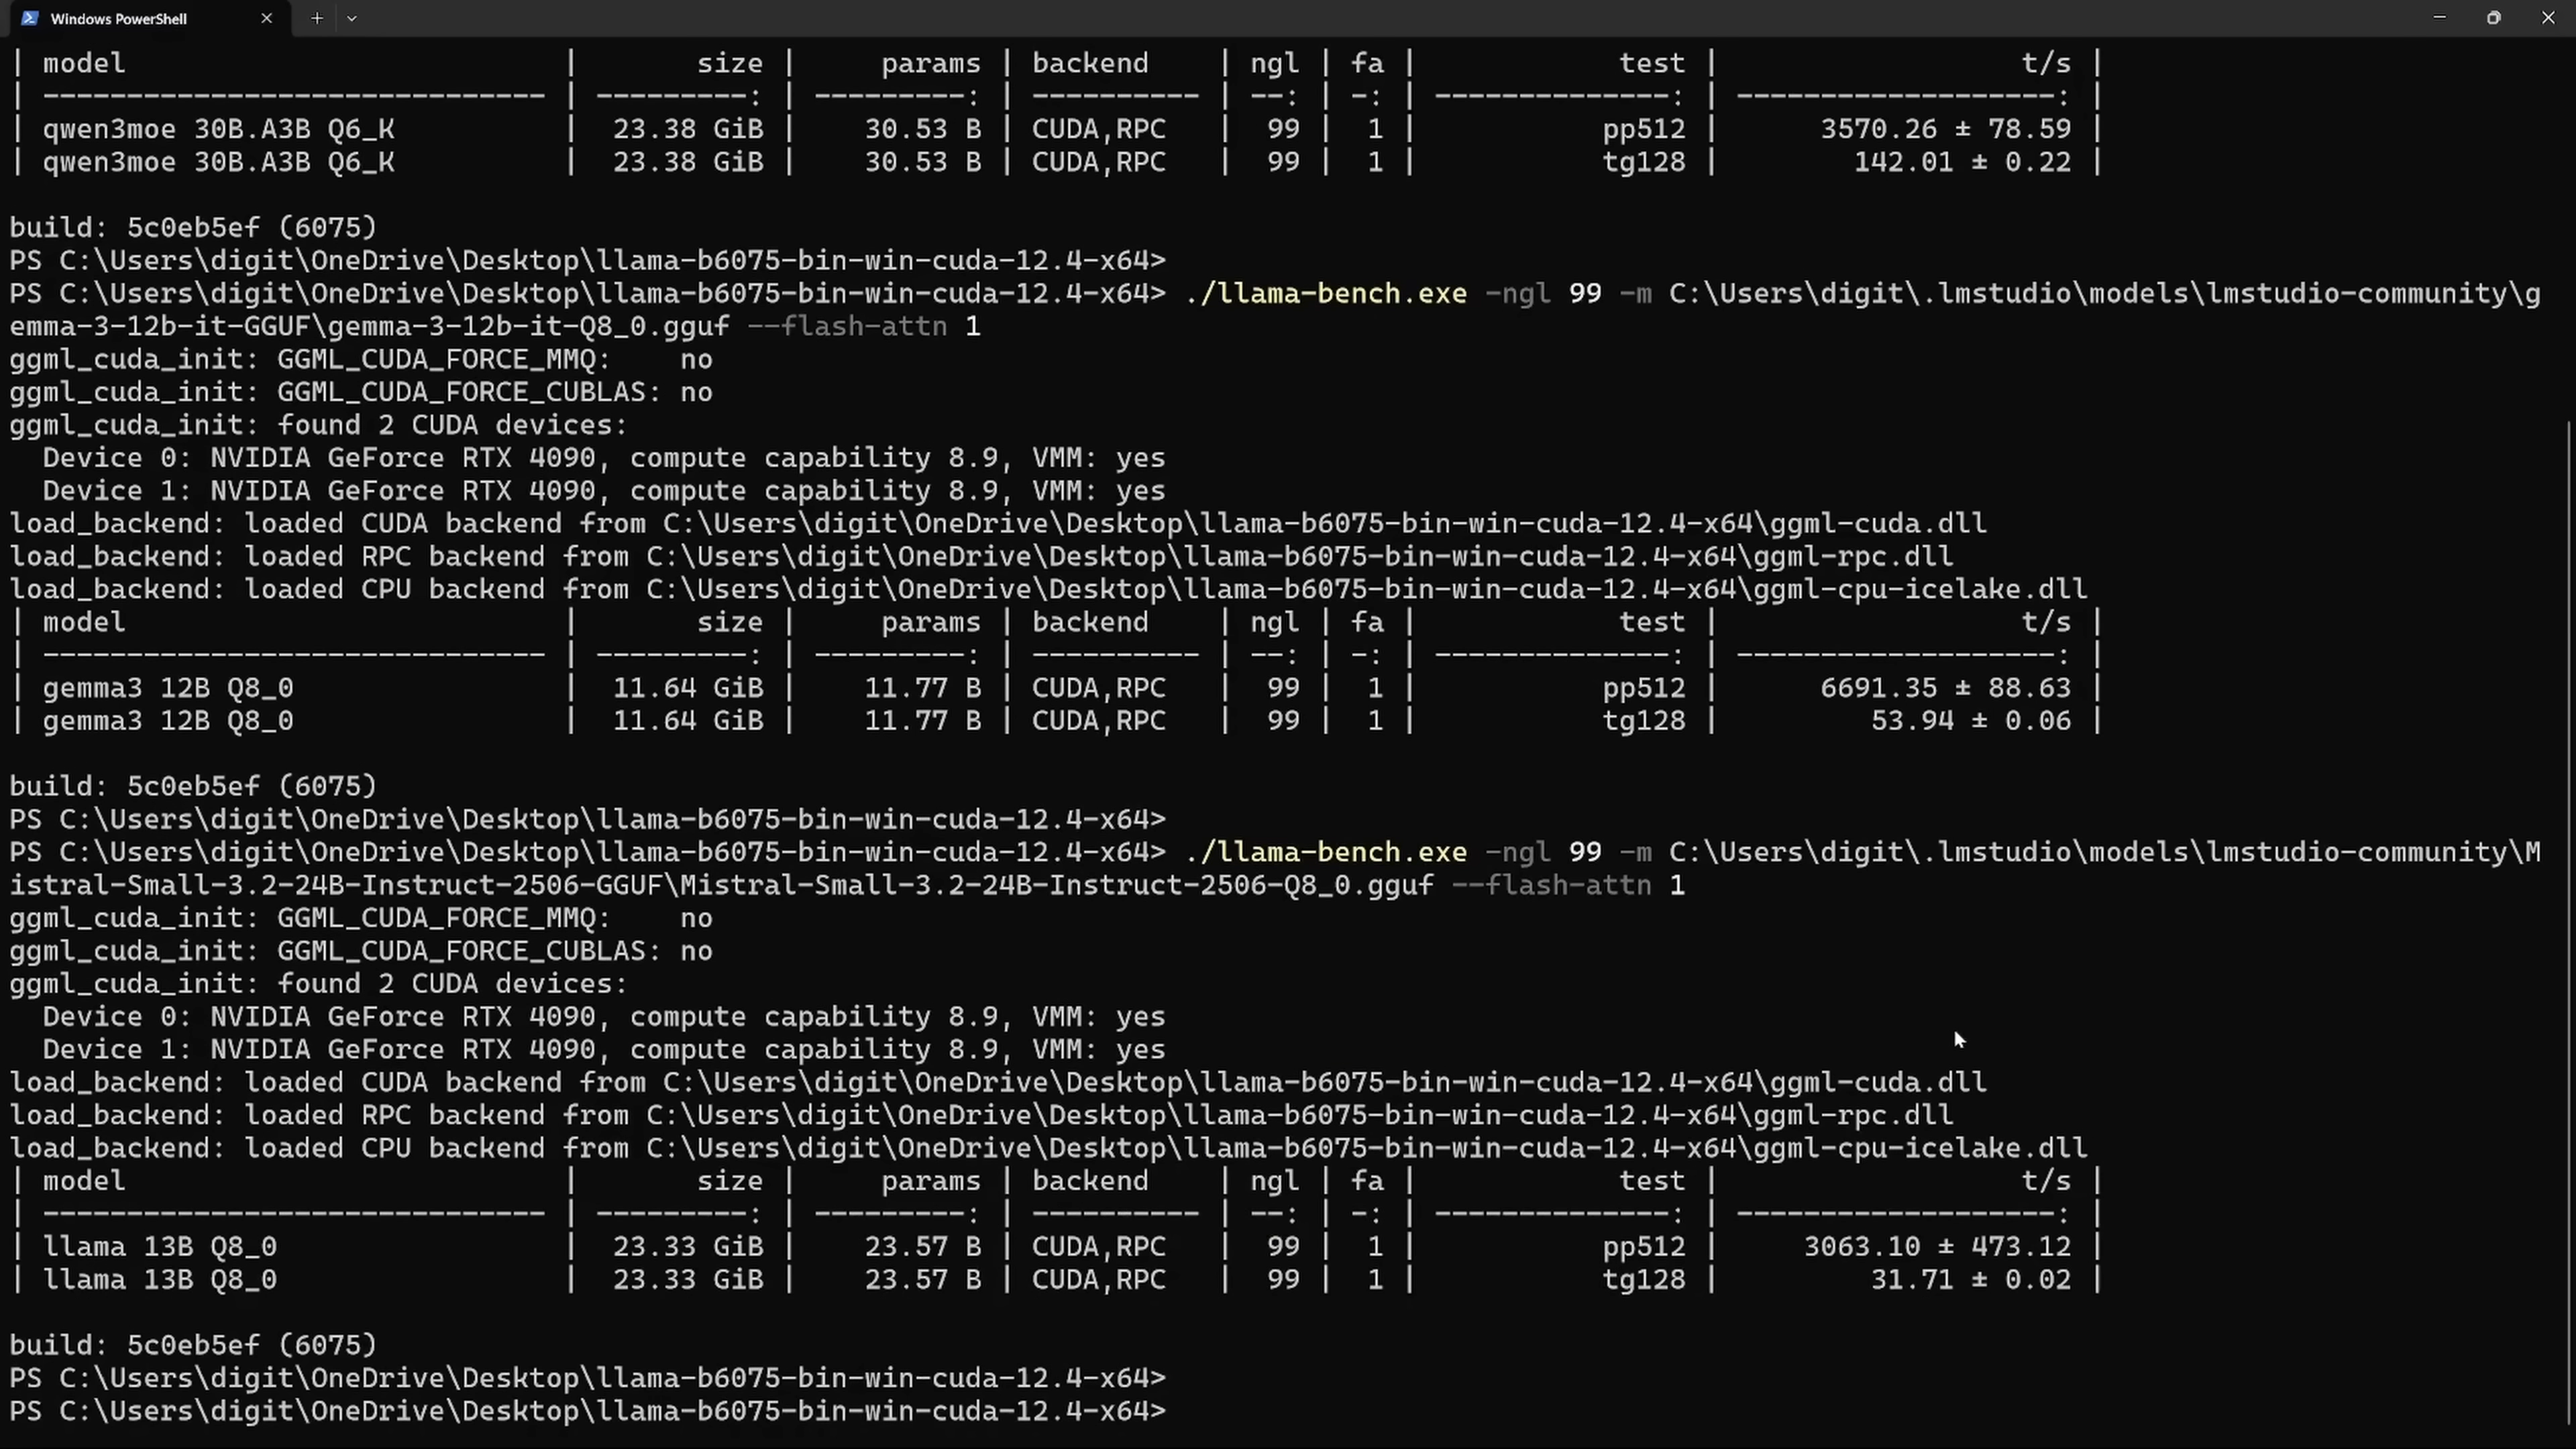 Windows PowerShell
| model                          |       size |     params | backend    | ngl | fa |            test |                  t/s |
| ------------------------------ | ---------: | ---------: | ---------- | --: | -: | --------------: | -------------------: |
| qwen3moe 30B.A3B Q6_K          |  23.38 GiB |    30.53 B | CUDA,RPC   |  99 |  1 |           pp512 |      3570.26 ± 78.59 |
| qwen3moe 30B.A3B Q6_K          |  23.38 GiB |    30.53 B | CUDA,RPC   |  99 |  1 |           tg128 |        142.01 ± 0.22 |
build: 5c0eb5ef (6075)
PS C:\Users\digit\OneDrive\Desktop\llama-b6075-bin-win-cuda-12.4-x64>
PS C:\Users\digit\OneDrive\Desktop\llama-b6075-bin-win-cuda-12.4-x64> ./llama-bench.exe -ngl 99 -m C:\Users\digit\.lmstudio\models\lmstudio-community\g
emma-3-12b-it-GGUF\gemma-3-12b-it-Q8_0.gguf --flash-attn 1
ggml_cuda_init: GGML_CUDA_FORCE_MMQ:    no
ggml_cuda_init: GGML_CUDA_FORCE_CUBLAS: no
ggml_cuda_init: found 2 CUDA devices:
  Device 0: NVIDIA GeForce RTX 4090, compute capability 8.9, VMM: yes
  Device 1: NVIDIA GeForce RTX 4090, compute capability 8.9, VMM: yes
load_backend: loaded CUDA backend from C:\Users\digit\OneDrive\Desktop\llama-b6075-bin-win-cuda-12.4-x64\ggml-cuda.dll
load_backend: loaded RPC backend from C:\Users\digit\OneDrive\Desktop\llama-b6075-bin-win-cuda-12.4-x64\ggml-rpc.dll
load_backend: loaded CPU backend from C:\Users\digit\OneDrive\Desktop\llama-b6075-bin-win-cuda-12.4-x64\ggml-cpu-icelake.dll
| model                          |       size |     params | backend    | ngl | fa |            test |                  t/s |
| ------------------------------ | ---------: | ---------: | ---------- | --: | -: | --------------: | -------------------: |
| gemma3 12B Q8_0                |  11.64 GiB |    11.77 B | CUDA,RPC   |  99 |  1 |           pp512 |      6691.35 ± 88.63 |
| gemma3 12B Q8_0                |  11.64 GiB |    11.77 B | CUDA,RPC   |  99 |  1 |           tg128 |         53.94 ± 0.06 |
build: 5c0eb5ef (6075)
PS C:\Users\digit\OneDrive\Desktop\llama-b6075-bin-win-cuda-12.4-x64>
PS C:\Users\digit\OneDrive\Desktop\llama-b6075-bin-win-cuda-12.4-x64> ./llama-bench.exe -ngl 99 -m C:\Users\digit\.lmstudio\models\lmstudio-community\M
istral-Small-3.2-24B-Instruct-2506-GGUF\Mistral-Small-3.2-24B-Instruct-2506-Q8_0.gguf --flash-attn 1
ggml_cuda_init: GGML_CUDA_FORCE_MMQ:    no
ggml_cuda_init: GGML_CUDA_FORCE_CUBLAS: no
ggml_cuda_init: found 2 CUDA devices:
  Device 0: NVIDIA GeForce RTX 4090, compute capability 8.9, VMM: yes
  Device 1: NVIDIA GeForce RTX 4090, compute capability 8.9, VMM: yes
load_backend: loaded CUDA backend from C:\Users\digit\OneDrive\Desktop\llama-b6075-bin-win-cuda-12.4-x64\ggml-cuda.dll
load_backend: loaded RPC backend from C:\Users\digit\OneDrive\Desktop\llama-b6075-bin-win-cuda-12.4-x64\ggml-rpc.dll
load_backend: loaded CPU backend from C:\Users\digit\OneDrive\Desktop\llama-b6075-bin-win-cuda-12.4-x64\ggml-cpu-icelake.dll
| model                          |       size |     params | backend    | ngl | fa |            test |                  t/s |
| ------------------------------ | ---------: | ---------: | ---------- | --: | -: | --------------: | -------------------: |
| llama 13B Q8_0                 |  23.33 GiB |    23.57 B | CUDA,RPC   |  99 |  1 |           pp512 |     3063.10 ± 473.12 |
| llama 13B Q8_0                 |  23.33 GiB |    23.57 B | CUDA,RPC   |  99 |  1 |           tg128 |         31.71 ± 0.02 |
build: 5c0eb5ef (6075)
PS C:\Users\digit\OneDrive\Desktop\llama-b6075-bin-win-cuda-12.4-x64>
PS C:\Users\digit\OneDrive\Desktop\llama-b6075-bin-win-cuda-12.4-x64>